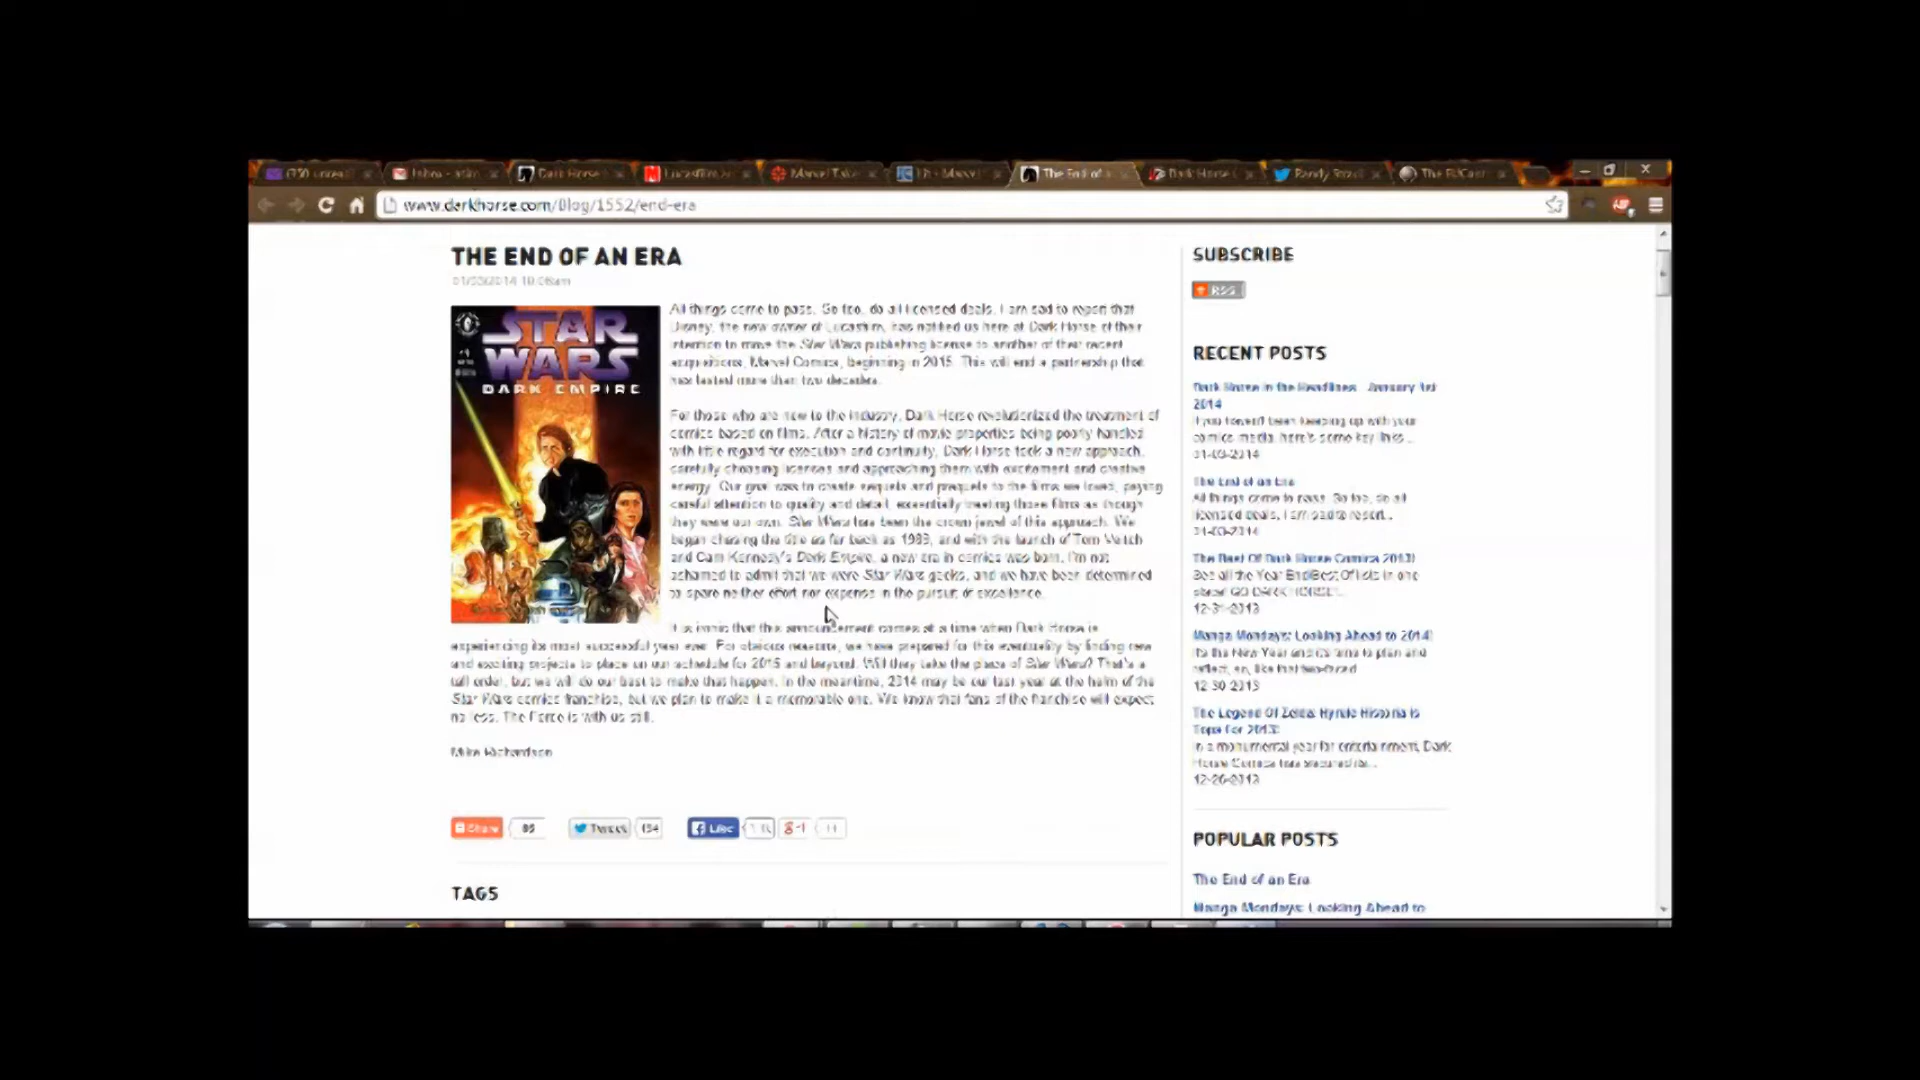 Dark Horse
Marvel Take
The End of
Dark Horse
www.darkhorse.com/Blog/1552/end-era
THE END OF AN ERA
STAR
WARS
DARK EMPIRE
All things come to pass. So too, do all licensed deals. I am sad to report that
Disney, the new owner of Lucasfilm, has notified us here at Dark Horse of their
intention to move the Star Wars publishing license to another of their recent
acquisitions, Marvel Comics, beginning in 2015. This will end a partnership that
has lasted more than two decades.
For those who are new to the industry, Dark Horse revolutionized the treatment of
comics based on films. After a history of movie properties being poorly handled
with little regard for execution and continuity, Dark Horse took a new approach,
carefully choosing licenses and approaching them with excitement and creative
energy. Our goal was to create sequels and prequels to the films we loved, paying
careful attention to quality and detail, essentially treating those films as though
they were our own. Star Wars has been the crown jewel of this approach. We
began chasing the title as far back as 1989, and with the launch of Tom Veitch
and Cam Kennedy's Dark Empire, a new era in comics was born. I'm not
ashamed to admit that we were Star Wars geeks, and we have been determined
to spare neither effort nor expense in the pursuit of excellence.
It is ironic that this announcement comes at a time when Dark Horse is
experiencing its most successful year ever. For obvious reasons, we have prepared for this eventuality by finding new
and exciting projects to place on our schedule for 2015 and beyond. Will they take the place of Star Wars? That's a
tall order, but we will do our best to make that happen. In the meantime, 2014 may be our last year at the helm of the
Star Wars comics franchise, but we plan to make it a memorable one. We know that fans of the franchise will expect
no less. The Force is with us still.
Mike Richardson
Share
Tweet
Like
TAGS
SUBSCRIBE
RSS
RECENT POSTS
Dark Horse in the Headlines January 3rd
2014
If you haven't been keeping up with your
comics media, here's some key links...
01-03-2014
The End of an Era
All things come to pass. So too, do all
licensed deals. I am sad to report...
01-03-2014
The Best Of Dark Horse Comics 2013!
See all the Year End/Best Of lists in one
place! GO DARK HORSE!...
12-31-2013
Manga Mondays: Looking Ahead to 2014!
It's the New Year and it's time to plan and
reflect, so, like
12-30-2013
The Legend Of Zelda: Hyrule Historia is
Tops For 2013!
In a monumental year for entertainment, Dark
Horse Comics has secured its...
12-26-2013
POPULAR POSTS
The End of an Era
Manga Mondays: Looking Ahead to